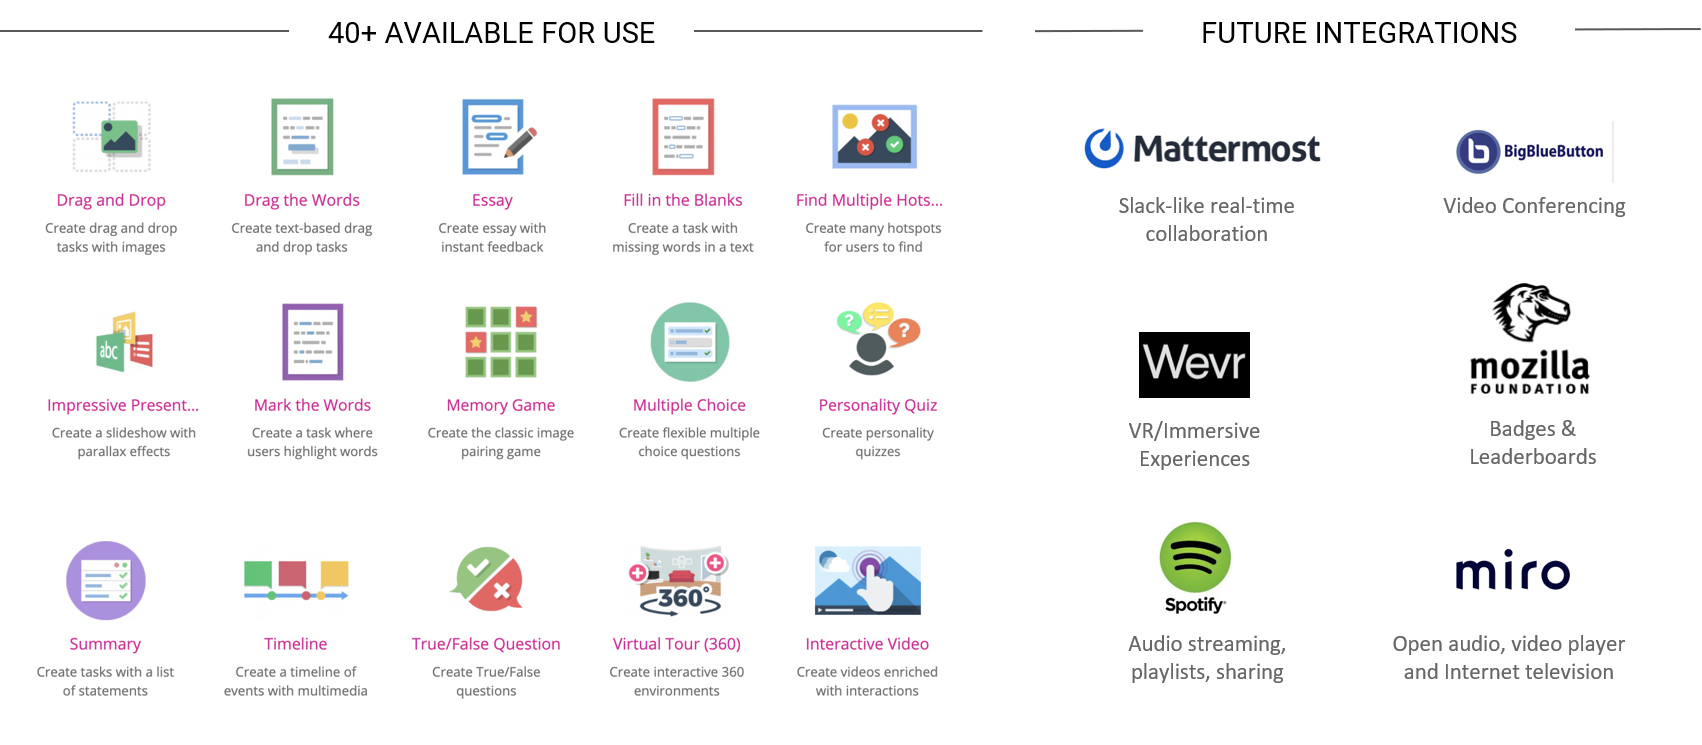 40+ AVAILABLE FOR USE
Drag and Drop
Create drag and drop
tasks with images
Drag the Words
Create text-based drag
and drop tasks
Essay
Create essay with
instant feedback
Fill in the Blanks
Create a task with
missing words in a text
Find Multiple Hots...
Create many hotspots
for users to find
abc
Impressive Present...
Create a slideshow with
parallax effects
Mark the Words
Create a task where
users highlight words
Memory Game
Create the classic image
pairing game
Multiple Choice
Create flexible multiple
choice questions
?
?
Personality Quiz
Create personality
quizzes
Summary
Create tasks with a list
of statements
Timeline
Create a timeline of
events with multimedia
True/False Question
Create True/False
questions
360°
Virtual Tour (360)
Create interactive 360
environments
Interactive Video
Create videos enriched
with interactions
FUTURE INTEGRATIONS
Mattermost
Slack-like real-time
collaboration
b
BigBlueButton
Video Conferencing
Wevr
VR/Immersive
Experiences
mozilla
FOUNDATION
Badges &
Leaderboards
Spotify
Audio streaming,
playlists, sharing
miro
Open audio, video player
and Internet television